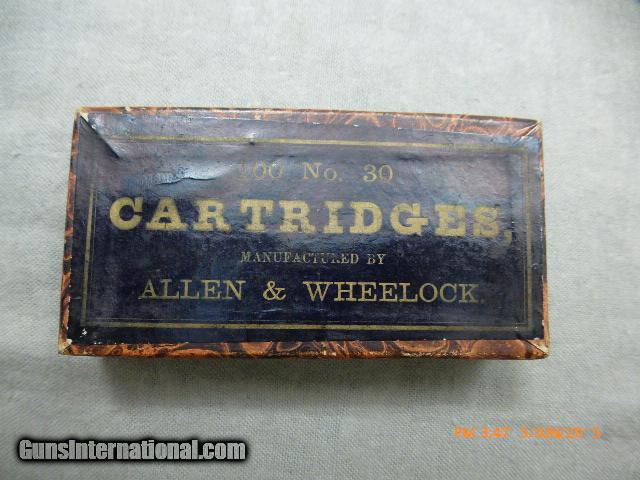 100 No. 30
CARTRIDGES,
MANUFACTURED BY
ALLEN & WHEELOCK.
GunsInternational.com